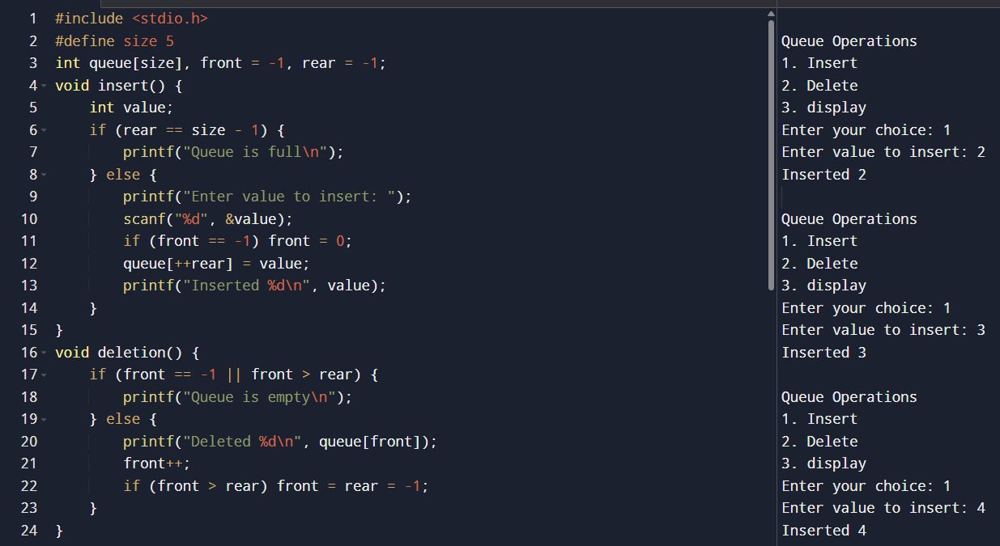 1 #include <stdio.h>
2 #define size 5
3 int queue[size], front = -1, rear = -1;
4 void insert() {
5     int value;
6     if (rear == size - 1) {
7         printf("Queue is full\n");
8     } else {
9         printf("Enter value to insert: ");
10         scanf("%d", &value);
11         if (front == -1) front = 0;
12         queue[++rear] = value;
13         printf("Inserted %d\n", value);
14     }
15 }
16 void deletion() {
17     if (front == -1 || front > rear) {
18         printf("Queue is empty\n");
19     } else {
20         printf("Deleted %d\n", queue[front]);
21         front++;
22         if (front > rear) front = rear = -1;
23     }
24 }
Queue Operations
1. Insert
2. Delete
3. display
Enter your choice: 1
Enter value to insert: 2
Inserted 2
Queue Operations
1. Insert
2. Delete
3. display
Enter your choice: 1
Enter value to insert: 3
Inserted 3
Queue Operations
1. Insert
2. Delete
3. display
Enter your choice: 1
Enter value to insert: 4
Inserted 4